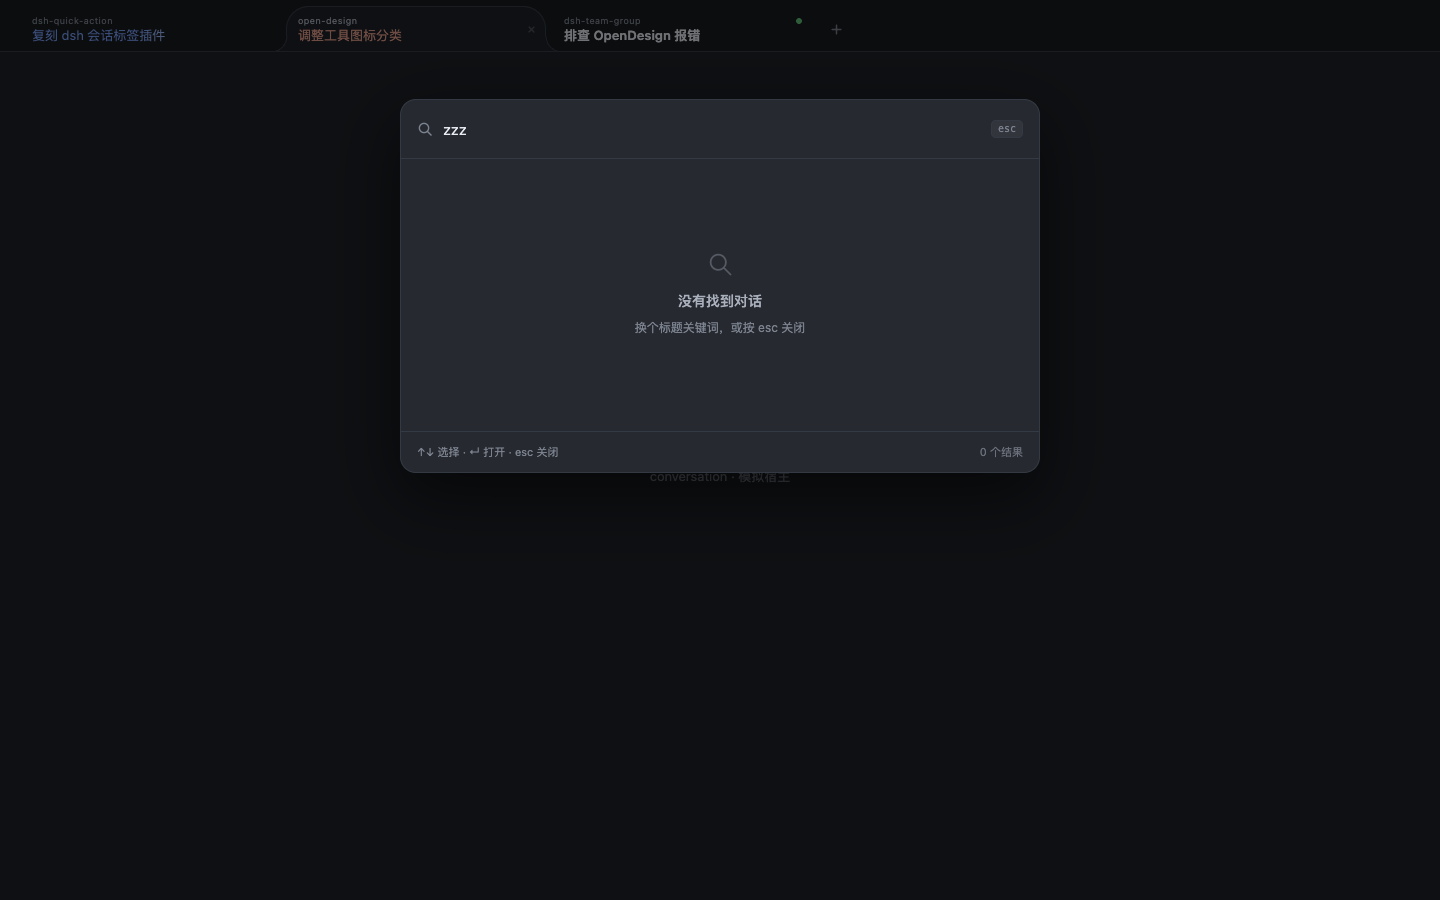 dsh-quick-action
复刻 dsh 会话标签插件
open-design
调整工具图标分类
×
dsh-team-group
排查 OpenDesign 报错
+
zzz
esc
没有找到对话
换个标题关键词，或按 esc 关闭
↑↓ 选择 · ↵ 打开 · esc 关闭
0 个结果
conversation · 模拟宿主